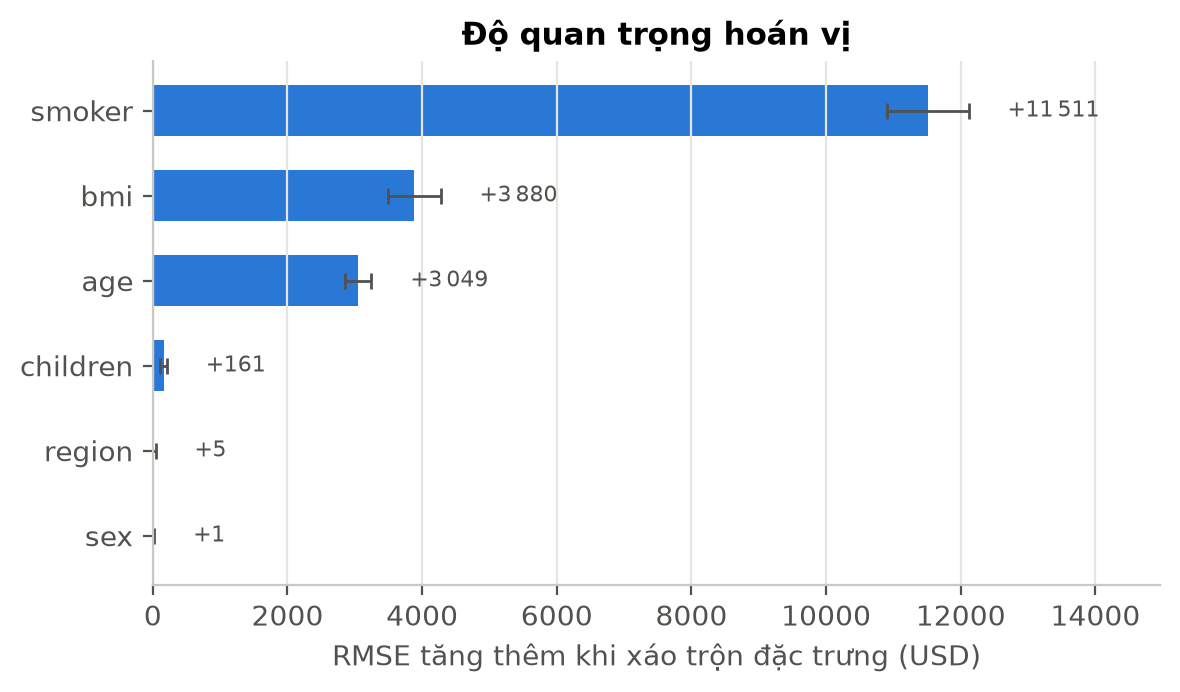 Độ quan trọng hoán vị
smoker +11 511
bmi +3 880
age +3 049
children +161
region +5
sex +1
0 2000 4000 6000 8000 10000 12000 14000
RMSE tăng thêm khi xáo trộn đặc trưng (USD)